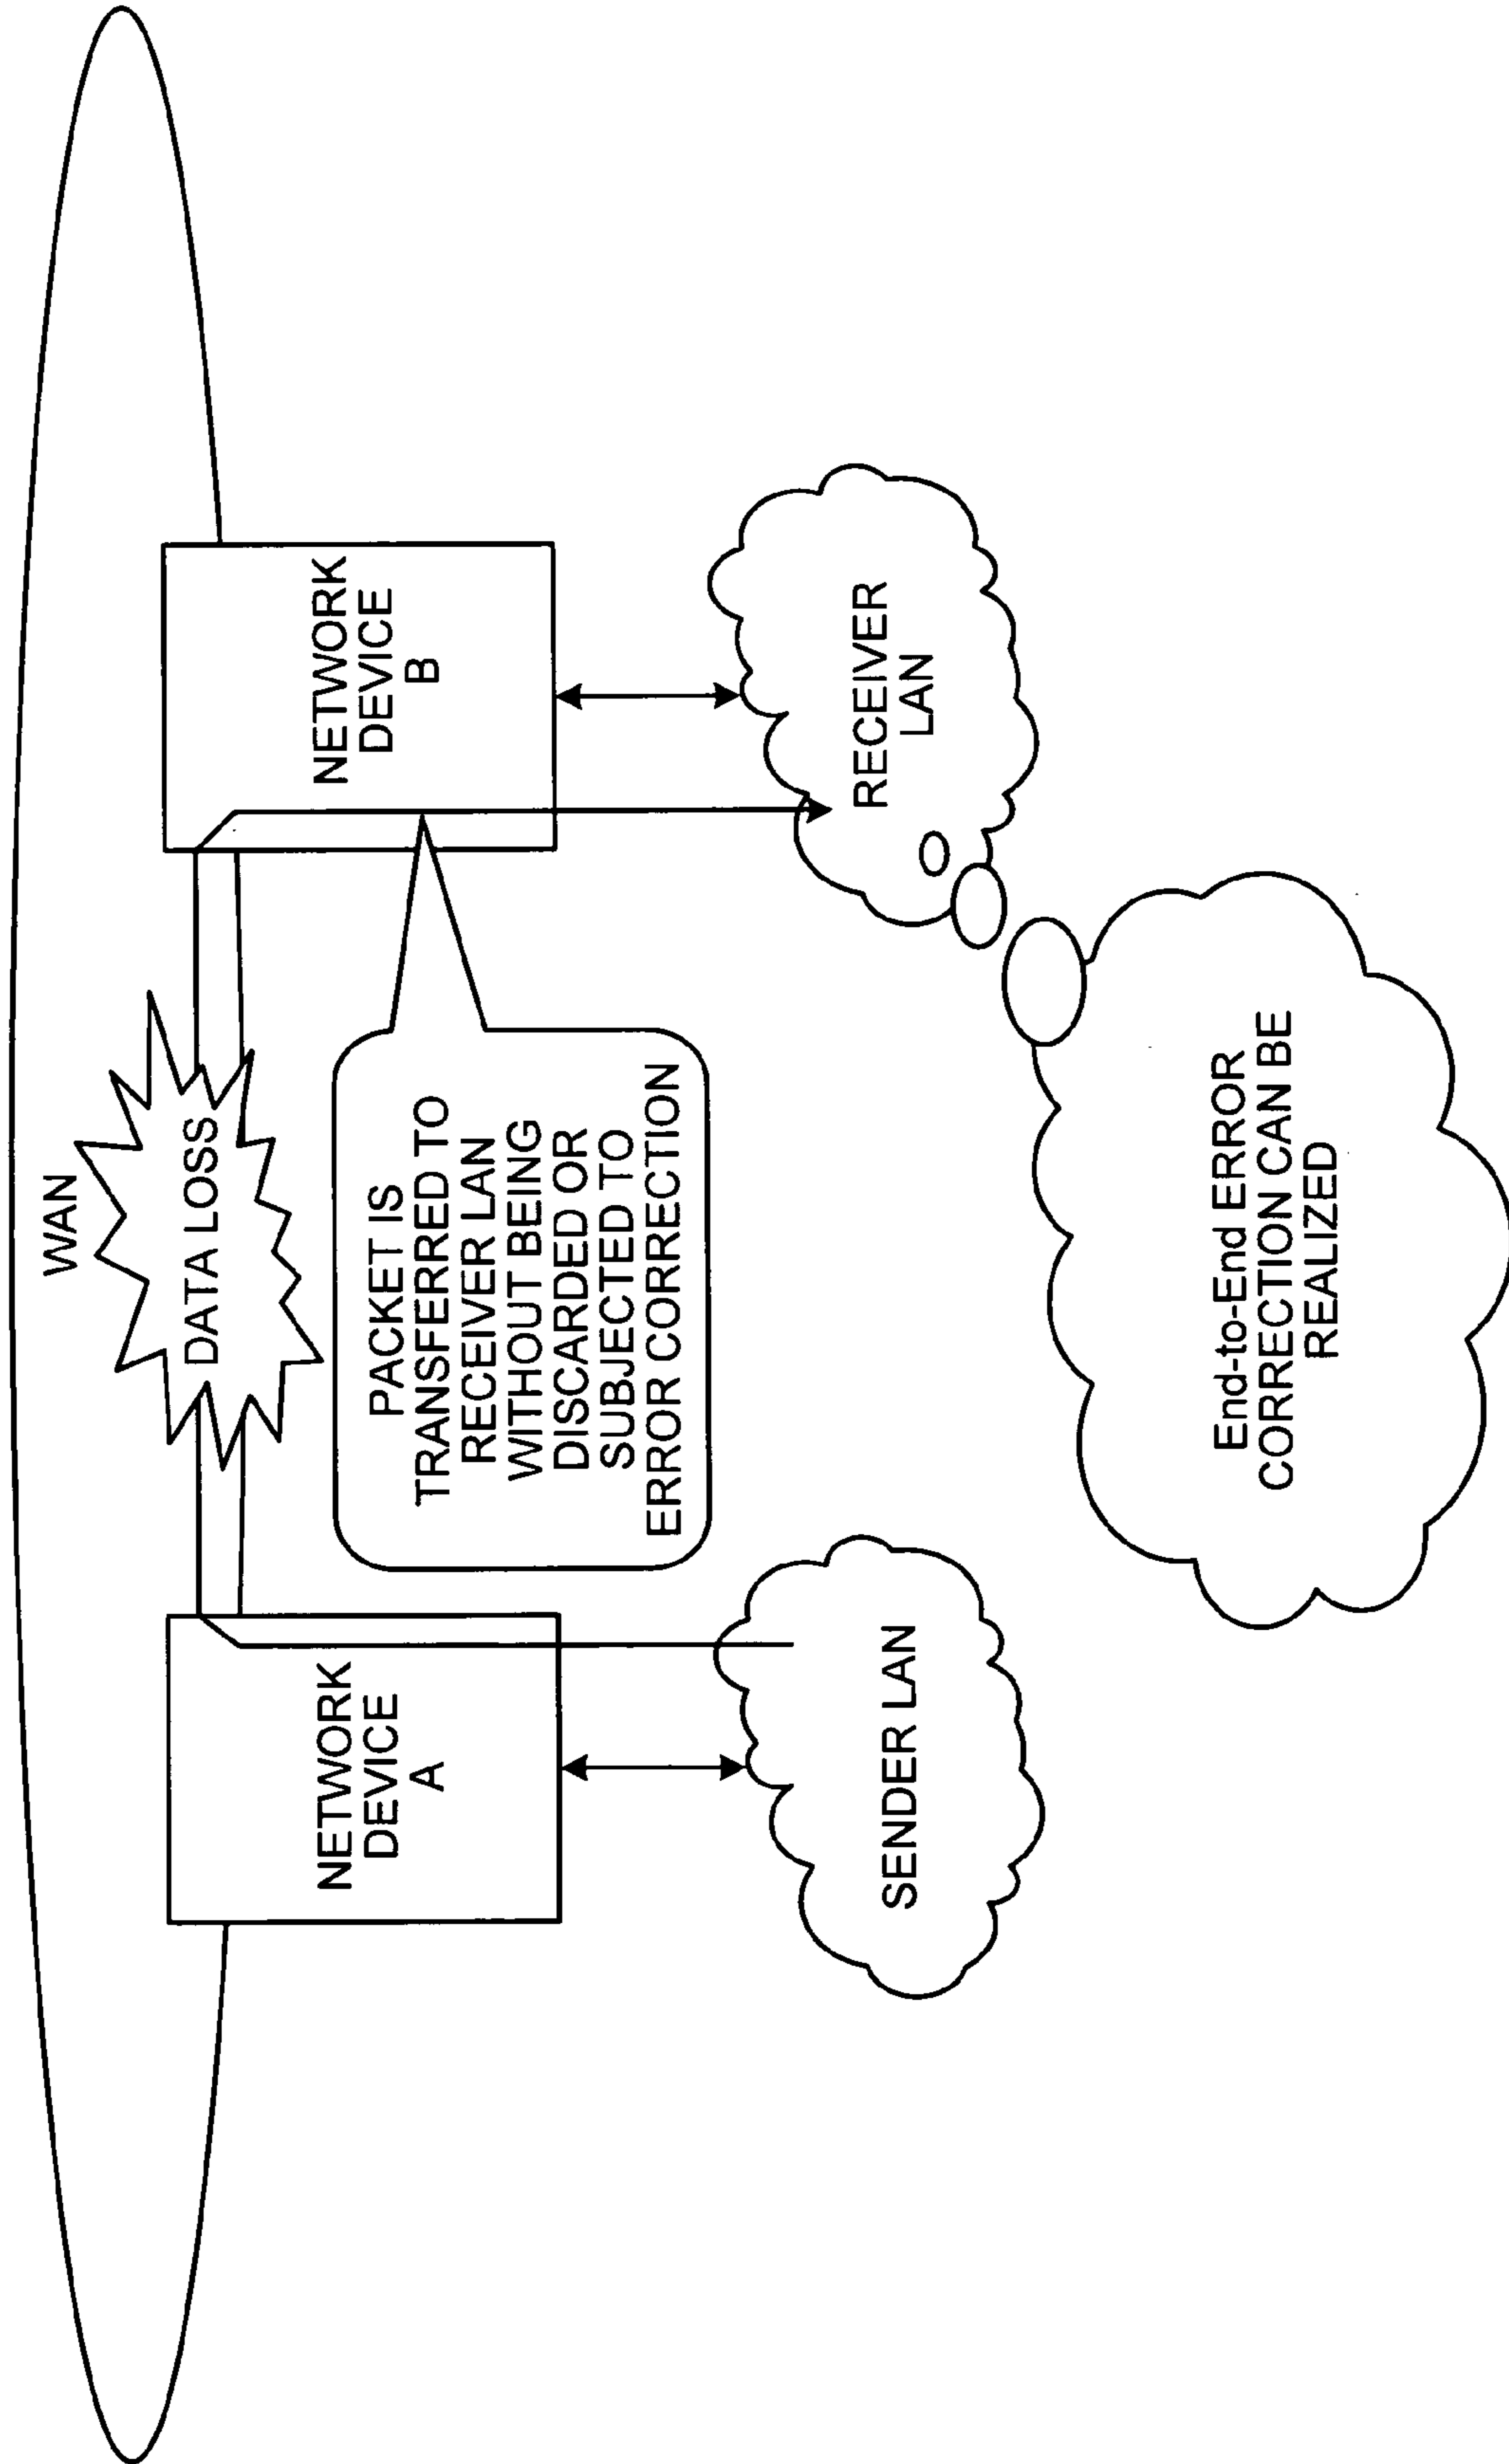 WAN
DATA LOSS
NETWORK
DEVICE
A
PACKET IS
TRANSFERRED TO
RECEIVER LAN
WITHOUT BEING
DISCARDED OR
SUBJECTED TO
ERROR CORRECTION
NETWORK
DEVICE
B
SENDER LAN
RECEIVER
LAN
End-to-End ERROR
CORRECTION CAN BE
REALIZED